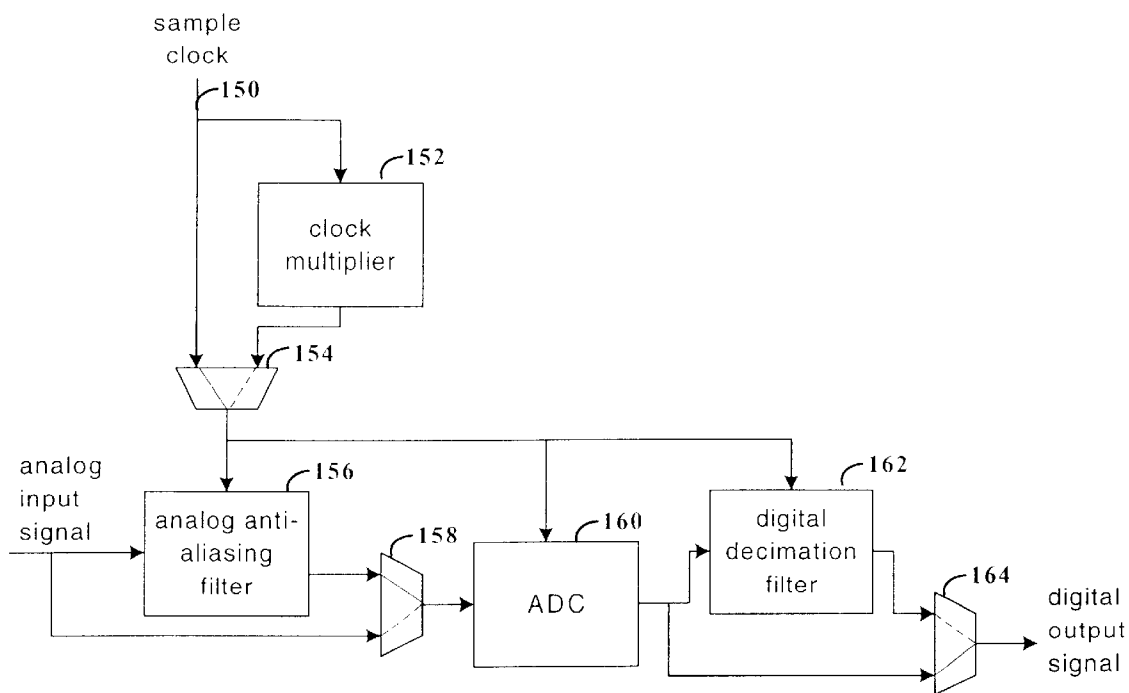 sample
clock
150
152
clock
multiplier
154
analog
input
signal
156
analog anti-
aliasing
filter
158
160
ADC
162
digital
decimation
filter
164
digital
output
signal